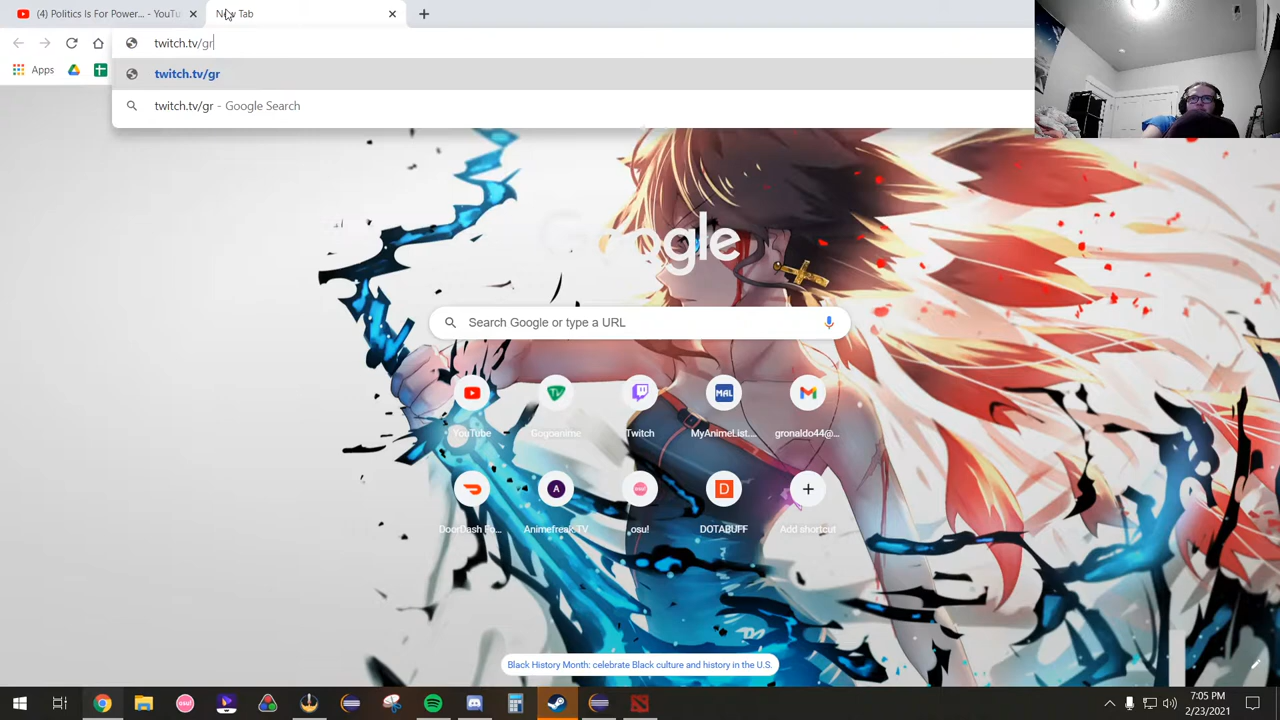 (4) Politics Is For Power... - YouTu
New Tab
twitch.tv/gr
Apps
twitch.tv/gr
twitch.tv/gr - Google Search
Google
Search Google or type a URL
YouTube
Gogoanime
Twitch
MyAnimeList....
gronaldo44@...
DoorDash Fo...
Animefreak.TV
osu!
DOTABUFF
Add shortcut
Black History Month: celebrate Black culture and history in the U.S.
7:05 PM
2/23/2021